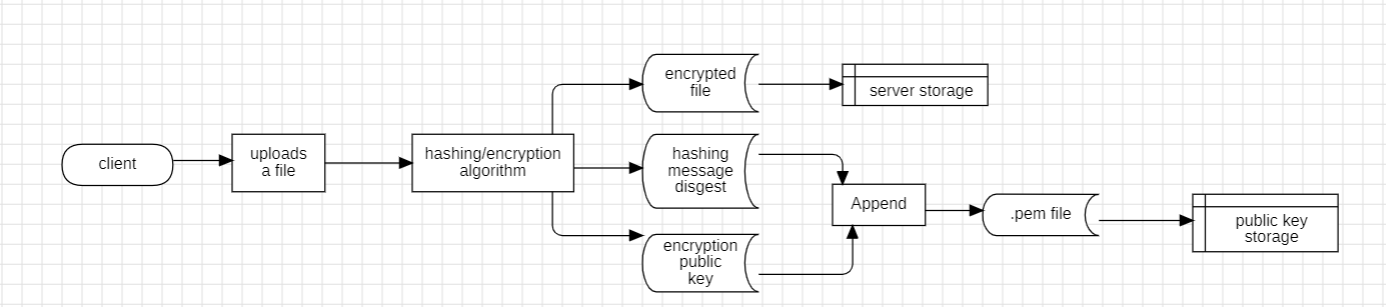 client
uploads
a file
hashing/encryption
algorithm
encrypted
file
server storage
hashing
message
disgest
encryption
public
key
Append
.pem file
public key
storage